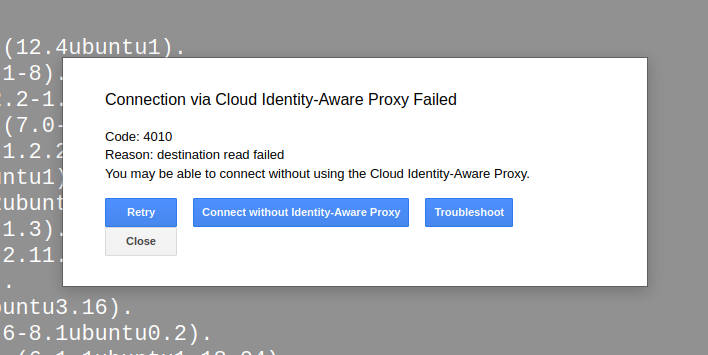 (12.4ubuntu1).
1-8).
2.2-1.
(7.0-
1.2.2
untu1)
ubunt
1.3).
2.11.
.
untu3.16).
6-8.1ubuntu0.2).
Connection via Cloud Identity-Aware Proxy Failed
Code: 4010
Reason: destination read failed
You may be able to connect without using the Cloud Identity-Aware Proxy.
Retry Connect without Identity-Aware Proxy Troubleshoot
Close